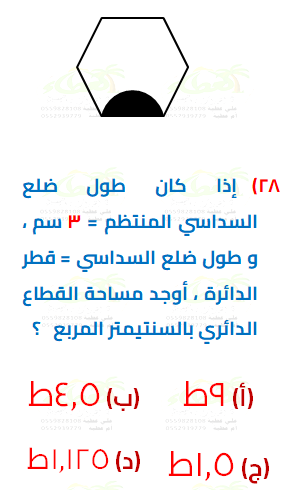 ٢٨) إذا كان طول ضلع
السداسي المنتظم = ٣ سم ،
و طول ضلع السداسي = قطر
الدائرة ، أوجد مساحة القطاع
الدائري بالسنتيمتر المربع ؟
(أ) ٩ط (ب) ٤,٥ط
(ج) ١,٥ط (د) ١,١٢٥ط